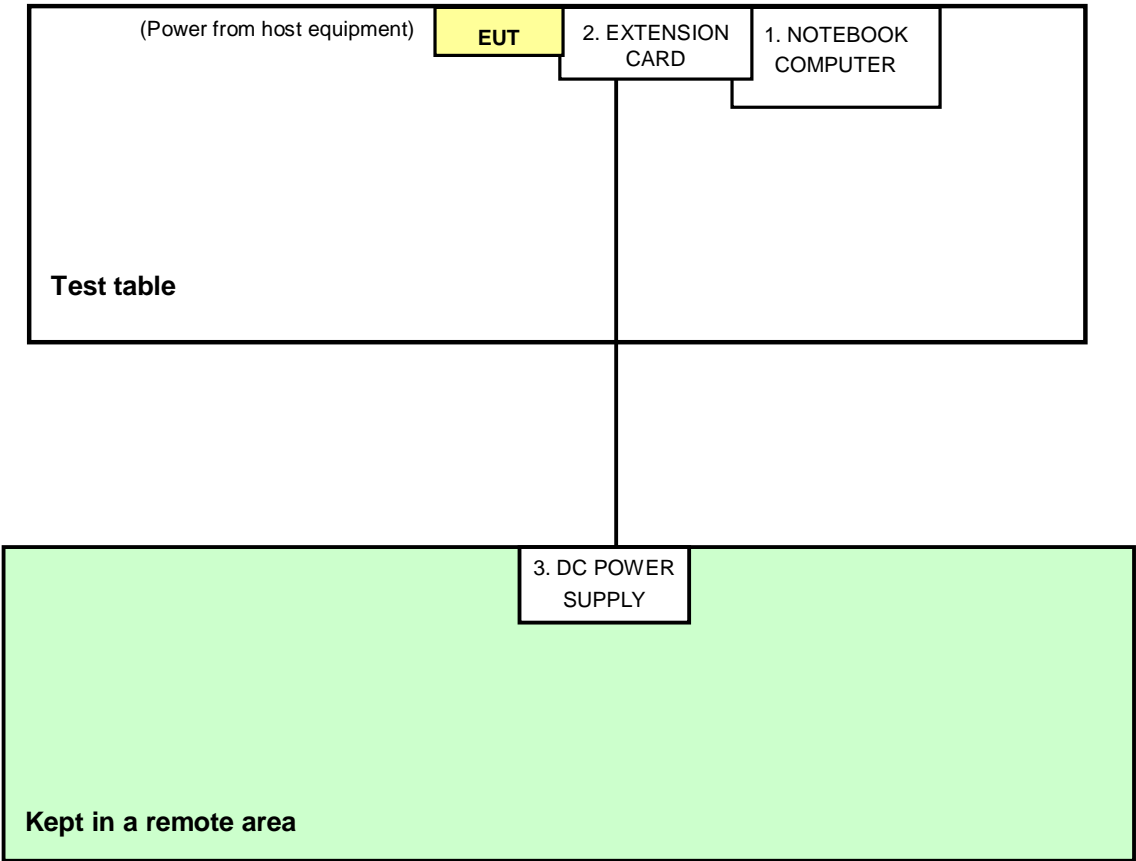 (Power from host equipment)
EUT
2. EXTENSION
CARD
1. NOTEBOOK
COMPUTER
Test table
3. DC POWER
SUPPLY
Kept in a remote area